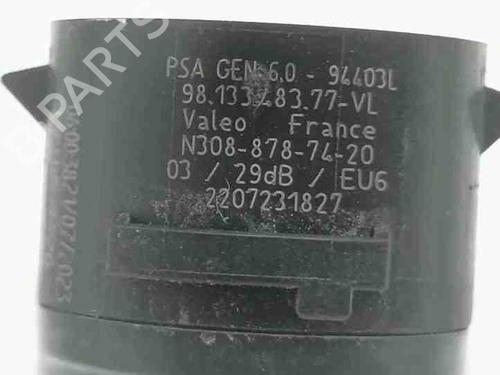 PSA GEN 6.0 - 94403L
98.133.483.77-VL
Valeo France
N308-878-74-20
03 / 29dB / EU6
2207231827